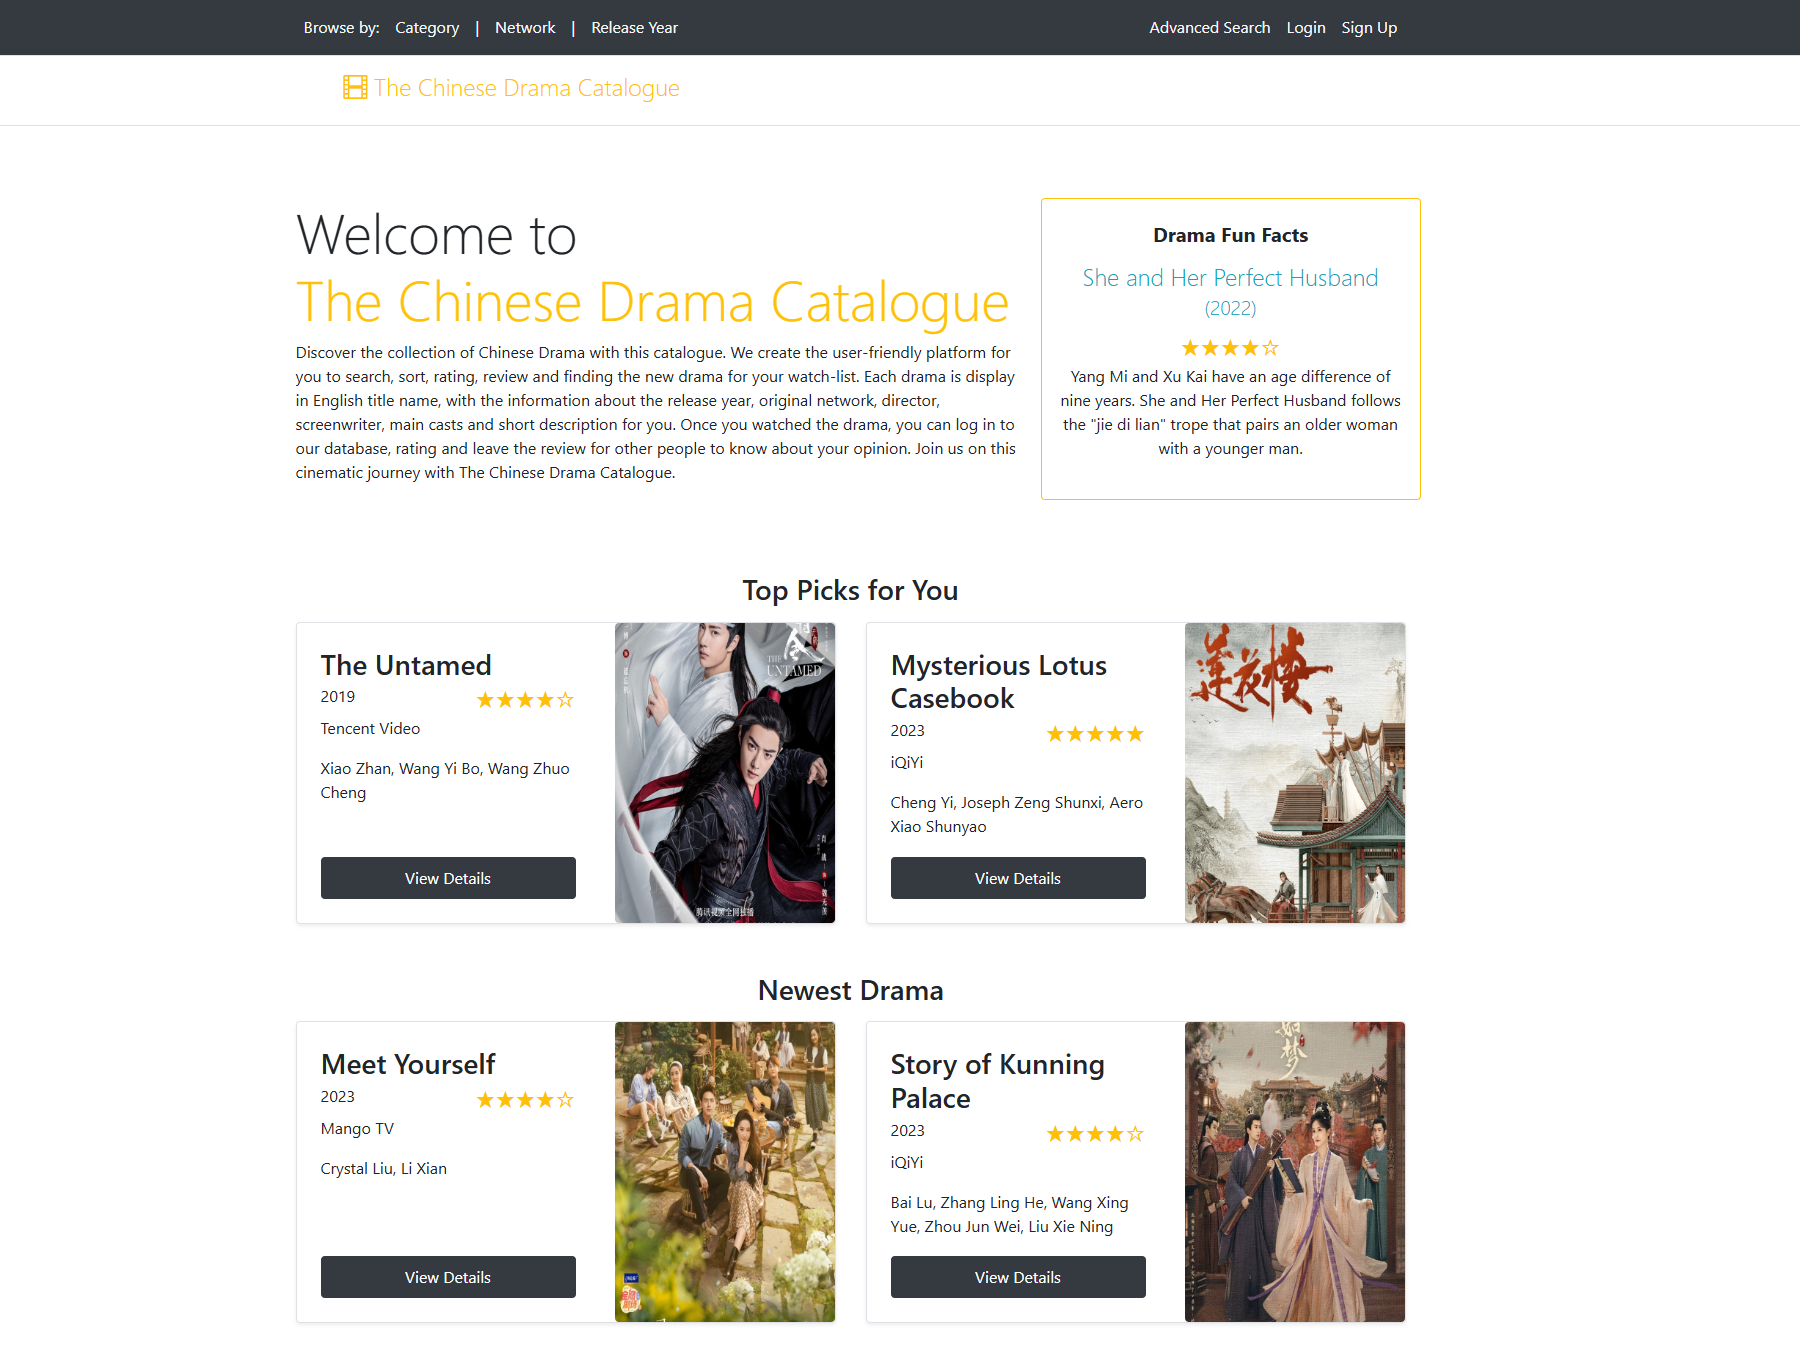 Browse by: Category | Network | Release Year Advanced Search Login Sign Up
The Chinese Drama Catalogue
Welcome to
The Chinese Drama Catalogue
Discover the collection of Chinese Drama with this catalogue. We create the user-friendly platform for
you to search, sort, rating, review and finding the new drama for your watch-list. Each drama is display
in English title name, with the information about the release year, original network, director,
screenwriter, main casts and short description for you. Once you watched the drama, you can log in to
our database, rating and leave the review for other people to know about your opinion. Join us on this
cinematic journey with The Chinese Drama Catalogue.
Drama Fun Facts
She and Her Perfect Husband
(2022)
★★★★☆
Yang Mi and Xu Kai have an age difference of
nine years. She and Her Perfect Husband follows
the "jie di lian" trope that pairs an older woman
with a younger man.
Top Picks for You
The Untamed
2019 ★★★★☆
Tencent Video
Xiao Zhan, Wang Yi Bo, Wang Zhuo
Cheng
View Details
THE
UNTAMED
腾讯视频全网独播
Mysterious Lotus
Casebook
2023 ★★★★★
iQiYi
Cheng Yi, Joseph Zeng Shunxi, Aero
Xiao Shunyao
View Details
莲花楼
Newest Drama
Meet Yourself
2023 ★★★★☆
Mango TV
Crystal Liu, Li Xian
View Details
Story of Kunning
Palace
2023 ★★★★☆
iQiYi
Bai Lu, Zhang Ling He, Wang Xing
Yue, Zhou Jun Wei, Liu Xie Ning
View Details
如梦